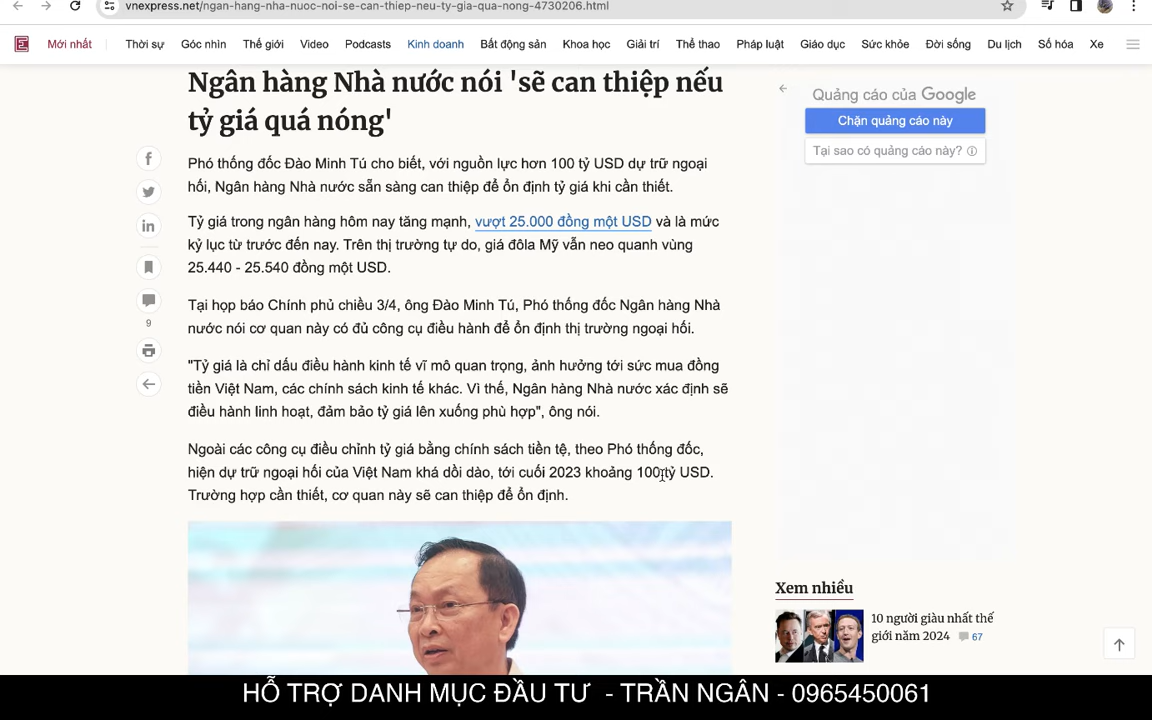 vnexpress.net/ngan-hang-nha-nuoc-noi-se-can-thiep-neu-ty-gia-qua-nong-4730206.html
Mới nhất Thời sự Góc nhìn Thế giới Video Podcasts Kinh doanh Bất động sản Khoa học Giải trí Thể thao Pháp luật Giáo dục Sức khỏe Đời sống Du lịch Số hóa Xe
Ngân hàng Nhà nước nói 'sẽ can thiệp nếu
tỷ giá quá nóng'
Phó thống đốc Đào Minh Tú cho biết, với nguồn lực hơn 100 tỷ USD dự trữ ngoại
hối, Ngân hàng Nhà nước sẵn sàng can thiệp để ổn định tỷ giá khi cần thiết.
Tỷ giá trong ngân hàng hôm nay tăng mạnh, vượt 25.000 đồng một USD và là mức
kỷ lục từ trước đến nay. Trên thị trường tự do, giá đôla Mỹ vẫn neo quanh vùng
25.440 - 25.540 đồng một USD.
Tại họp báo Chính phủ chiều 3/4, ông Đào Minh Tú, Phó thống đốc Ngân hàng Nhà
nước nói cơ quan này có đủ công cụ điều hành để ổn định thị trường ngoại hối.
9
"Tỷ giá là chỉ dấu điều hành kinh tế vĩ mô quan trọng, ảnh hưởng tới sức mua đồng
tiền Việt Nam, các chính sách kinh tế khác. Vì thế, Ngân hàng Nhà nước xác định sẽ
điều hành linh hoạt, đảm bảo tỷ giá lên xuống phù hợp", ông nói.
Ngoài các công cụ điều chỉnh tỷ giá bằng chính sách tiền tệ, theo Phó thống đốc,
hiện dự trữ ngoại hối của Việt Nam khá dồi dào, tới cuối 2023 khoảng 100 tỷ USD.
Trường hợp cần thiết, cơ quan này sẽ can thiệp để ổn định.
Quảng cáo của Google
Chặn quảng cáo này
Tại sao có quảng cáo này?
Xem nhiều
10 người giàu nhất thế
giới năm 2024 67
HỖ TRỢ DANH MỤC ĐẦU TƯ - TRẦN NGÂN - 0965450061